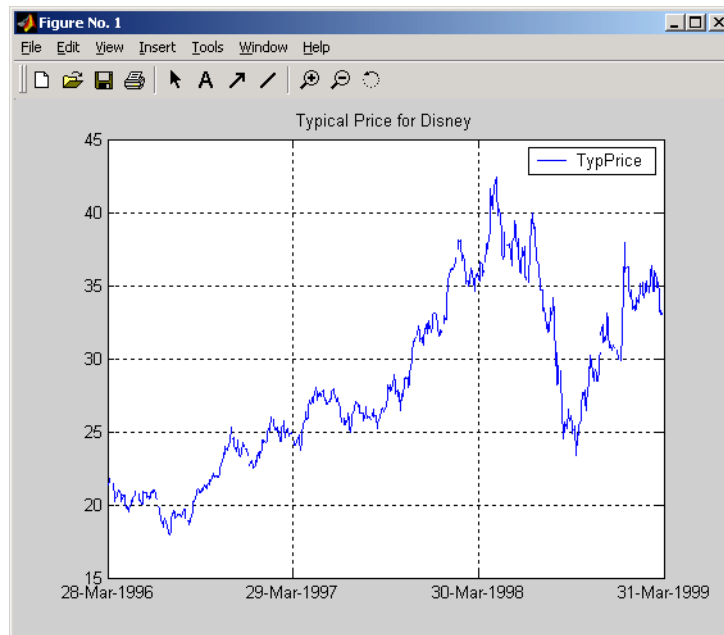 Figure No. 1
File Edit View Insert Tools Window Help
A
Typical Price for Disney
TypPrice
45
40
35
30
25
20
15
28-Mar-1996 29-Mar-1997 30-Mar-1998 31-Mar-1999